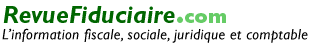 RevueFiduciaire.com
L'information fiscale, sociale, juridique et comptable